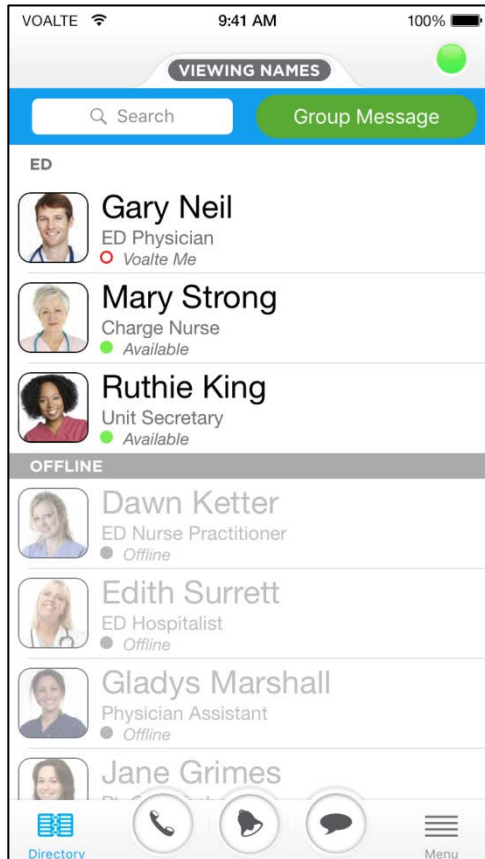 VOALTE 9:41 AM 100%
VIEWING NAMES
Search Group Message
ED
Gary Neil
ED Physician
Voalte Me
Mary Strong
Charge Nurse
Available
Ruthie King
Unit Secretary
Available
OFFLINE
Dawn Ketter
ED Nurse Practitioner
Offline
Edith Surrett
ED Hospitalist
Offline
Gladys Marshall
Physician Assistant
Offline
Jane Grimes
Directory Menu